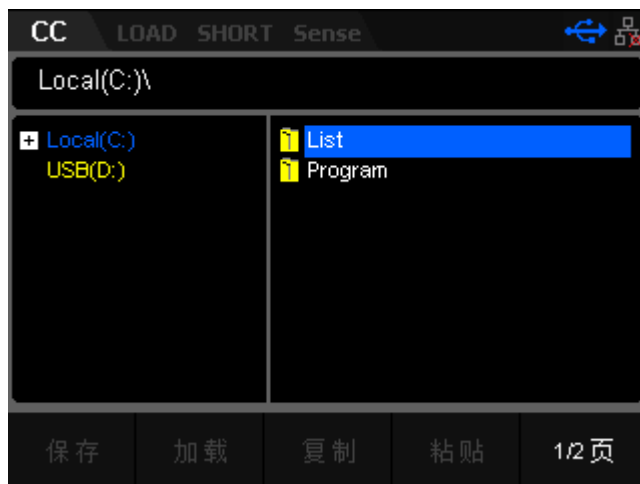 CC LOAD SHORT Sense
Local(C:)\
Local(C:)
USB(D:)
List
Program
保存 加载 复制 粘贴 1/2 页